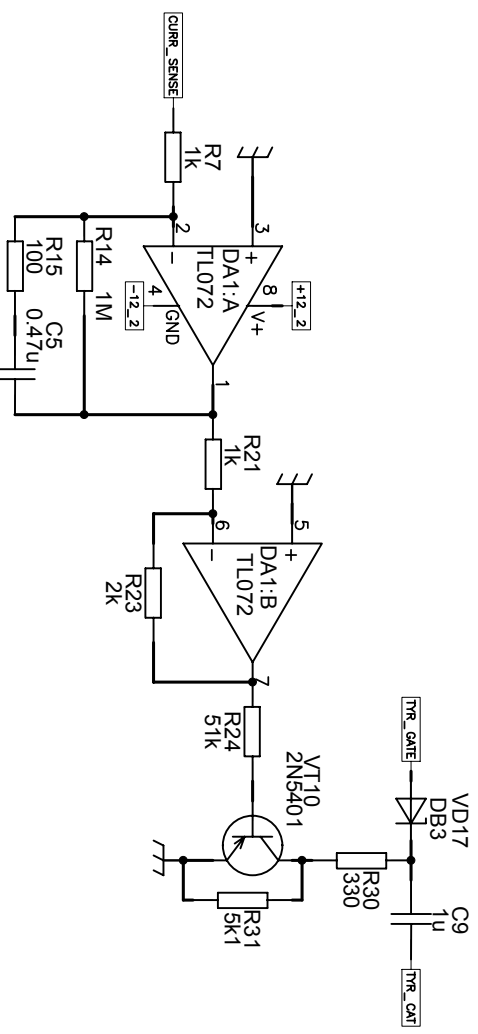 CURR_SENSE
R7
1k
R14
1M
R15
100
C5
0.47u
2
3
−
+
DA1:A
TL072
4
8
GND
V+
-12_2
+12_2
1
R21
1k
6
5
−
+
DA1:B
TL072
R23
2k
7
R24
51k
VT10
2N5401
TYR_GATE
VD17
DB3
R30
330
R31
5k1
C9
1u
TYR_CAT